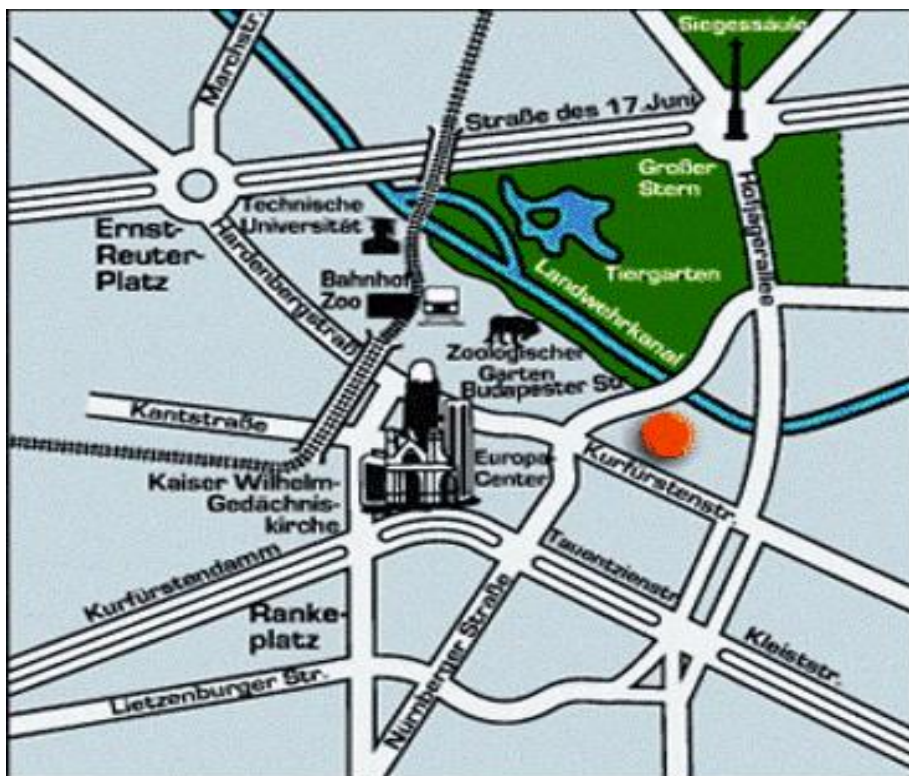 Siegessäule
Marchstr.
Straße des 17.Juni
Großer
Stern
Hofjägerallee
Technische
Universität
Ernst-
Reuter-
Platz
Hardenbergstraß
Tiergarten
Landwehrkanal
Bahnhof
Zoo
Zoologischer
Garten
Budapester Str
Kantstraße
Kaiser Wilhelm-
Gedächnis-
kirche
Europa-
Center
Kurfürstenstr.
Kurfürstendamm
Tauentzienstr.
Ranke-
platz
Nürnberger Straße
Kleiststr.
Lietzenburger Str.